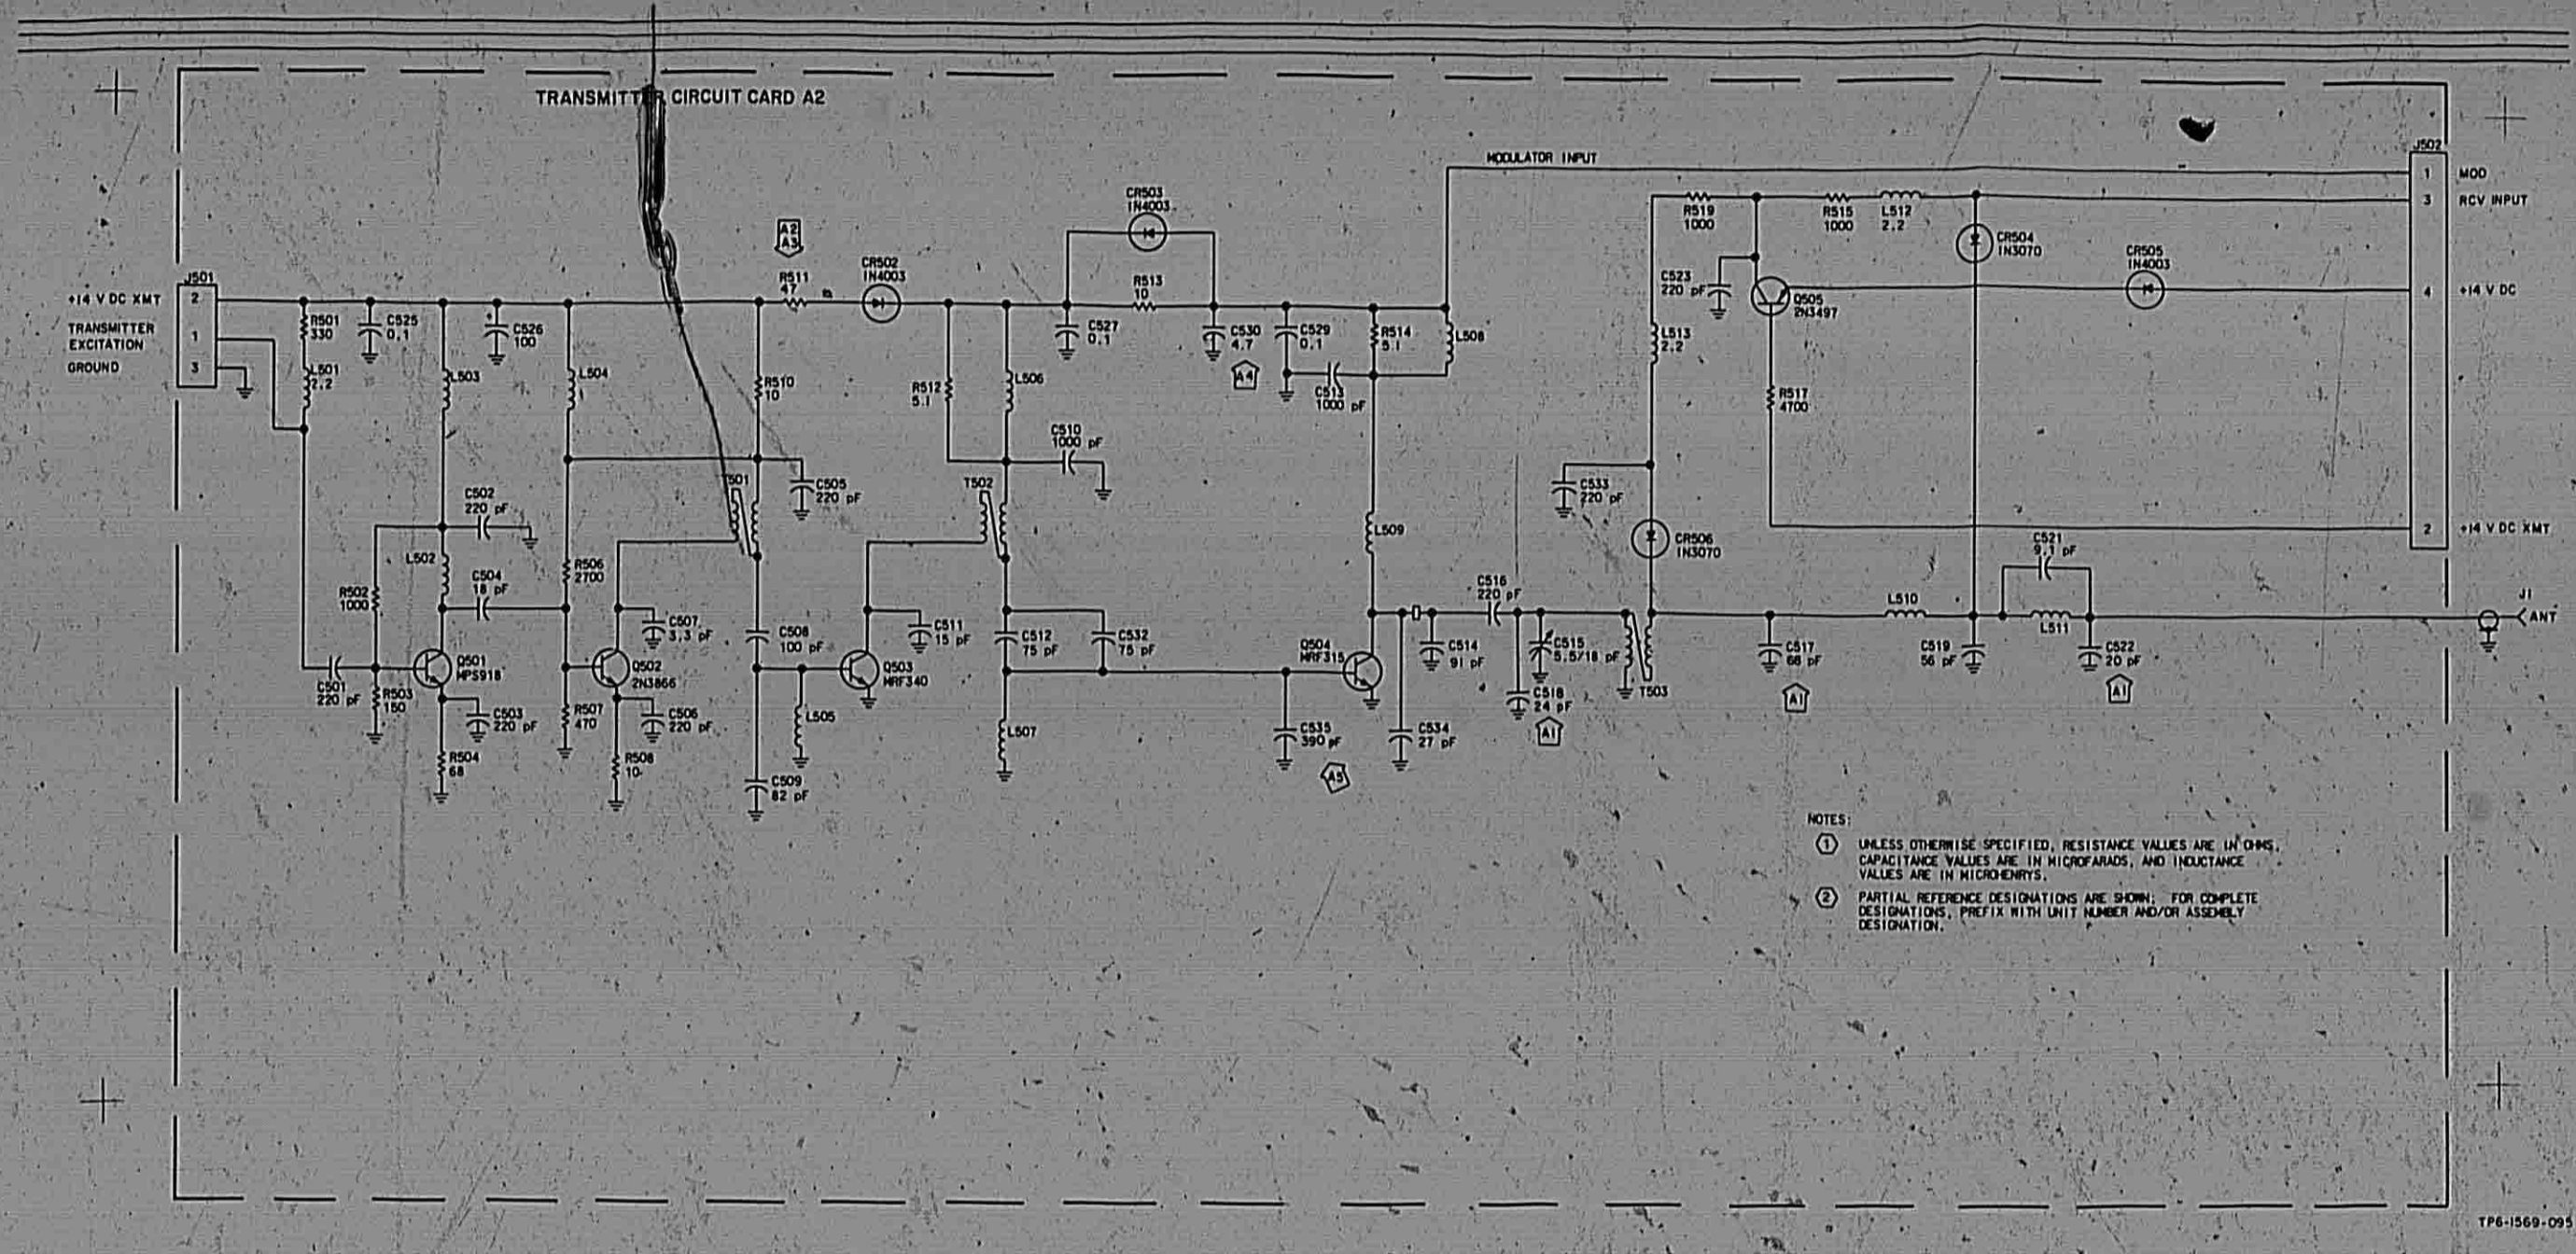 TRANSMITTER CIRCUIT CARD A2
MODULATOR INPUT
J502
1 MOD
3 RCV INPUT
4 +14 V DC
2 +14 V DC XMT
J501
+14 V DC XMT 2
TRANSMITTER
EXCITATION 1
GROUND 3
R501
330
L501
2.2
C525
0.1
L503
+
C526
100
L504
1
A2
A3
R511
47
CR502
1N4003
R510
10
R512
5.1
L506
CR503
1N4003
R513
10
C527
0.1
C530
4.7
A4
C529
0.1
R514
5.1
L508
C513
1000 pF
C510
1000 pF
R519
1000
R515
1000
L512
2.2
CR504
1N3070
CR505
1N4003
C523
220 pF
Q505
2N3497
L513
2.2
R517
4700
C533
220 pF
CR506
1N3070
C502
220 pF
L502
C504
18 pF
R502
1000
R506
2700
T501
C505
220 pF
T502
L509
C501
220 pF
R503
150
Q501
MPS918
C503
220 pF
R504
68
R507
470
Q502
2N3866
C507
3.3 pF
C506
220 pF
R508
10
C508
100 pF
L505
C509
82 pF
Q503
MRF340
C511
15 pF
C512
75 pF
C532
75 pF
L507
Q504
MRF315
C535
390 pF
A5
C534
27 pF
C514
91 pF
C516
220 pF
C515
5.5/18 pF
C518
24 pF
A1
T503
C517
68 pF
A1
L510
C519
56 pF
C521
9.1 pF
L511
C522
20 pF
A1
J1
ANT
NOTES:
1 UNLESS OTHERWISE SPECIFIED, RESISTANCE VALUES ARE IN OHMS,
CAPACITANCE VALUES ARE IN MICROFARADS, AND INDUCTANCE
VALUES ARE IN MICROHENRYS.
2 PARTIAL REFERENCE DESIGNATIONS ARE SHOWN; FOR COMPLETE
DESIGNATIONS, PREFIX WITH UNIT NUMBER AND/OR ASSEMBLY
DESIGNATION.
TP6-1569-095